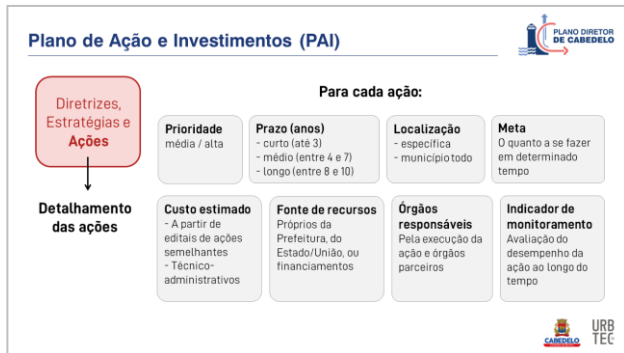 Plano de Ação e Investimentos (PAI)
PLANO DIRETOR
DE CABEDELO
Diretrizes,
Estratégias e
Ações
Detalhamento
das ações
Para cada ação:
Prioridade
média / alta
Prazo (anos)
- curto (até 3)
- médio (entre 4 e 7)
- longo (entre 8 e 10)
Localização
- específica
- município todo
Meta
O quanto a se fazer
em determinado
tempo
Custo estimado
- A partir de
editais de ações
semelhantes
- Técnico-
administrativos
Fonte de recursos
Próprios da
Prefeitura, do
Estado/União, ou
financiamentos
Órgãos
responsáveis
Pela execução da
ação e órgãos
parceiros
Indicador de
monitoramento
Avaliação do
desempenho da
ação ao longo do
tempo
CABEDELO
URB
TEC